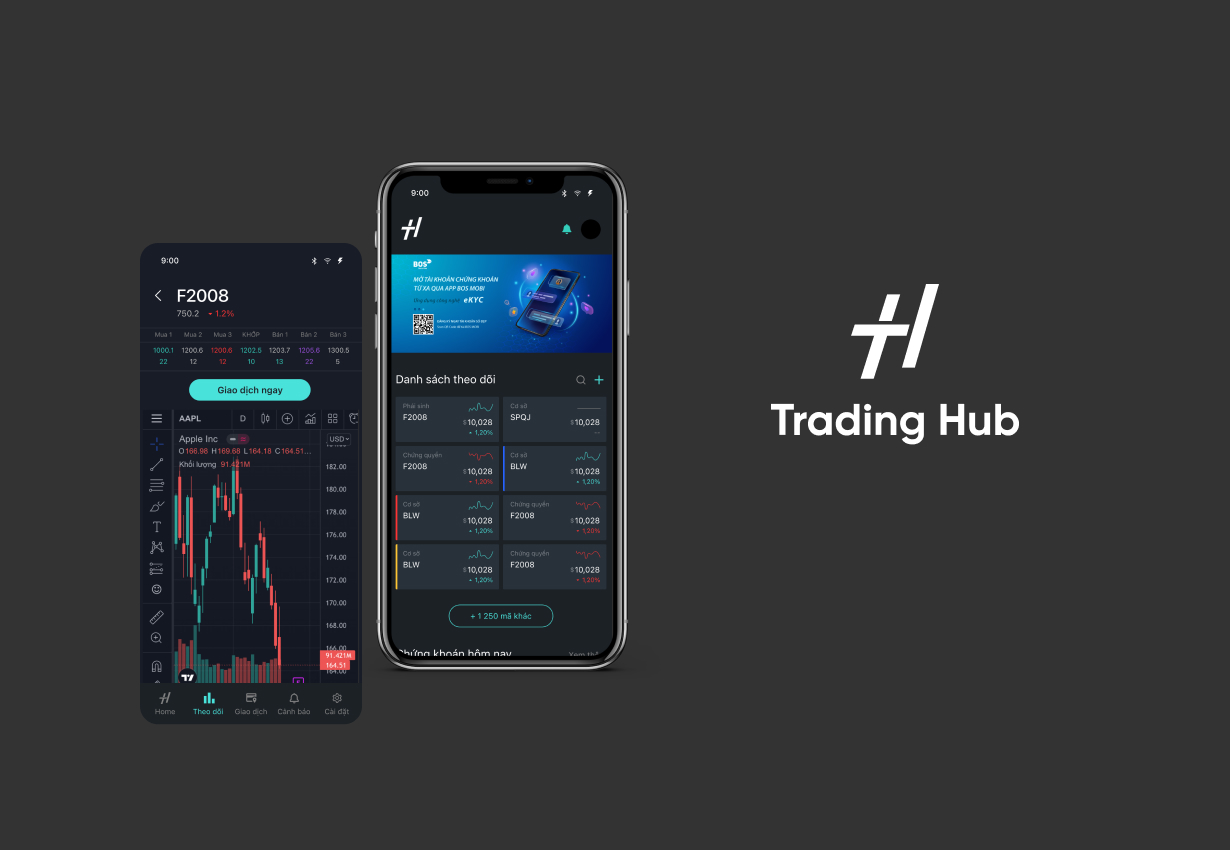 9:00
F2008
750.2 1.2%
Mua 1 Mua 2 Mua 3 KHỚP Bán 1 Bán 2 Bán 3
1000.1 1200.6 1200.6 1202.5 1203.7 1205.6 1300.5
22 12 12 10 13 22 5
Giao dịch ngay
AAPL D
Apple Inc USD
O166.98 H169.68 L164.18 C164.51...
Khối lượng 91.421M
182.00
180.00
178.00
176.00
174.00
172.00
170.00
168.00
166.00
91.421M
164.51
164.00
E
Home Theo dõi Giao dịch Cảnh báo Cài đặt
9:00
BOS
MỞ TÀI KHOẢN CHỨNG KHOÁN
TỪ XA QUA APP BOS MOBI
Ứng dụng công nghệ eKYC
Danh sách theo dõi
Phái sinh
F2008
$10,028
1,20%
Cơ sở
SPQJ
$10,028
---
Chứng quyền
F2008
$10,028
1,20%
Cơ sở
BLW
$10,028
1,20%
Cơ sở
BLW
$10,028
1,20%
Chứng quyền
F2008
$10,028
1,20%
Cơ sở
BLW
$10,028
1,20%
Chứng quyền
F2008
$10,028
1,20%
+ 1 250 mã khác
Chứng khoán hôm nay
Trading Hub